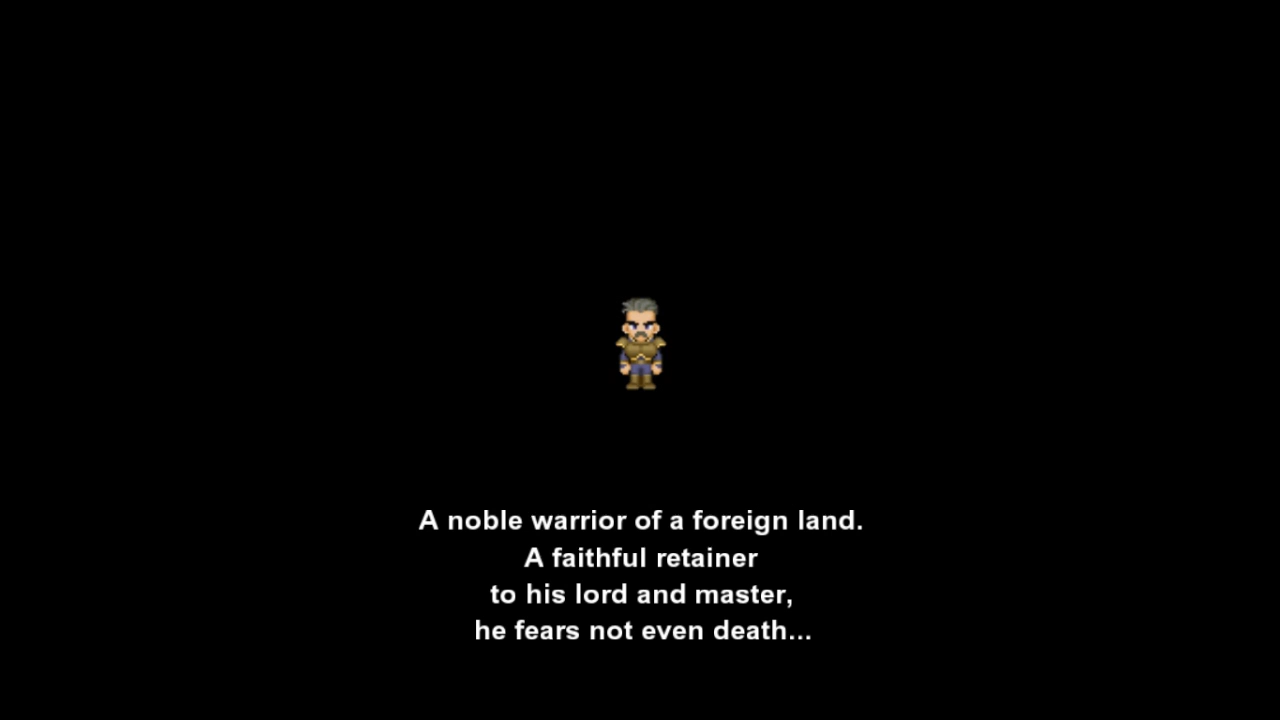 A noble warrior of a foreign land.
A faithful retainer
to his lord and master,
he fears not even death...